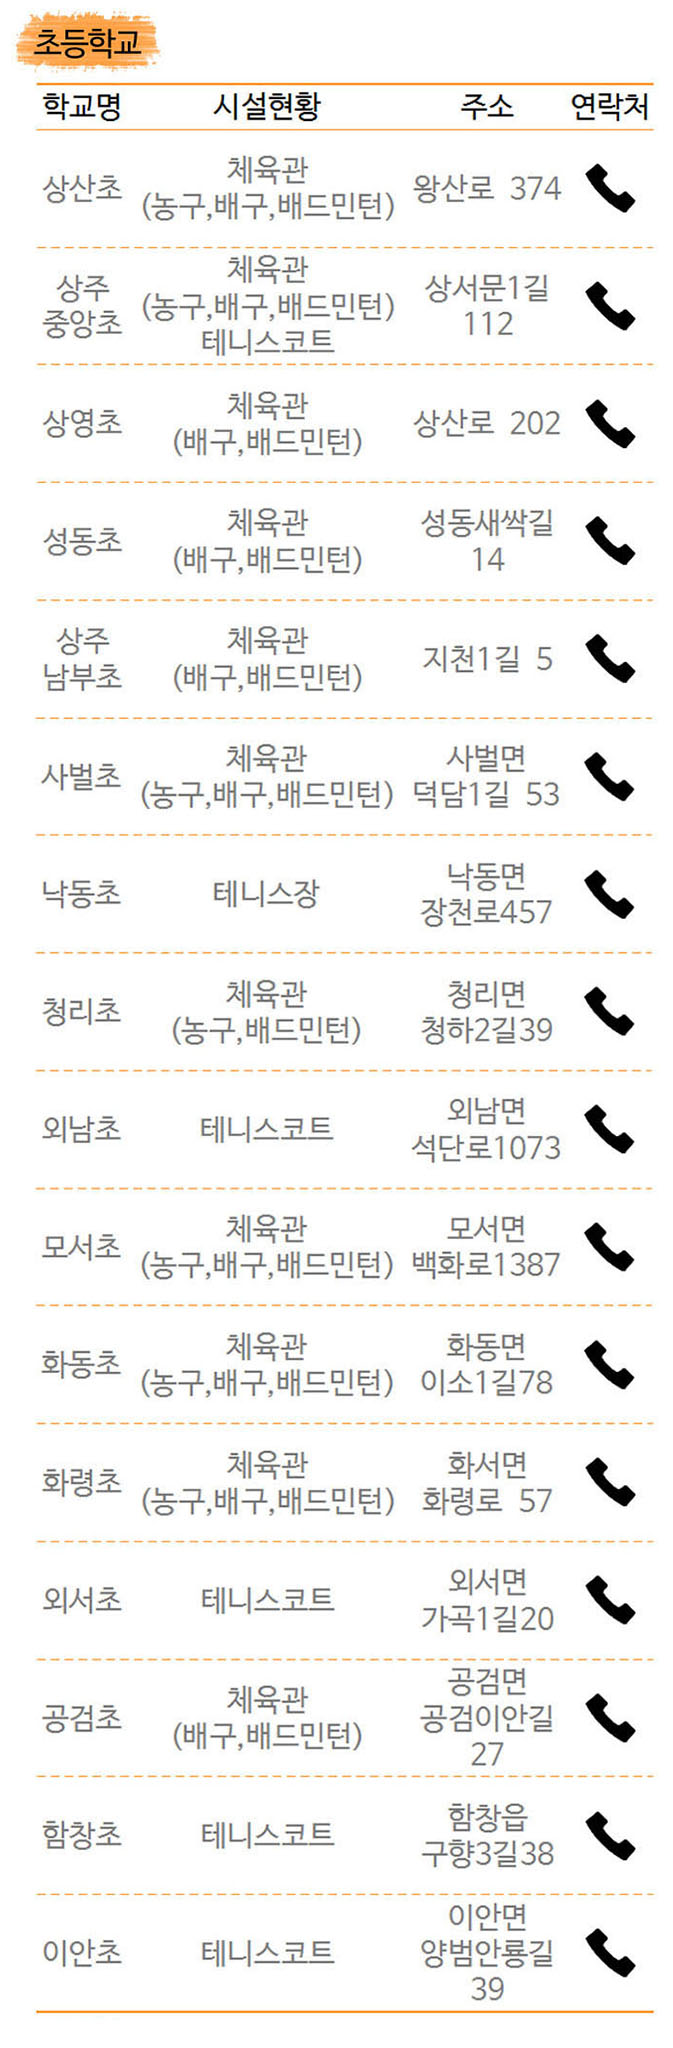 초등학교
학교명 시설현황 주소 연락처
상산초 체육관 (농구,배구,배드민턴) 왕산로 374
상주 중앙초 체육관 (농구,배구,배드민턴) 테니스코트 상서문1길 112
상영초 체육관 (배구,배드민턴) 상산로 202
성동초 체육관 (배구,배드민턴) 성동새싹길 14
상주 남부초 체육관 (배구,배드민턴) 지천1길 5
사벌초 체육관 (농구,배구,배드민턴) 사벌면 덕담1길 53
낙동초 테니스장 낙동면 장천로457
청리초 체육관 (농구,배드민턴) 청리면 청하2길39
외남초 테니스코트 외남면 석단로1073
모서초 체육관 (농구,배구,배드민턴) 모서면 백화로1387
화동초 체육관 (농구,배구,배드민턴) 화동면 이소1길78
화령초 체육관 (농구,배구,배드민턴) 화서면 화령로 57
외서초 테니스코트 외서면 가곡1길20
공검초 체육관 (배구,배드민턴) 공검면 공검이안길 27
함창초 테니스코트 함창읍 구향3길38
이안초 테니스코트 이안면 양범안룡길 39